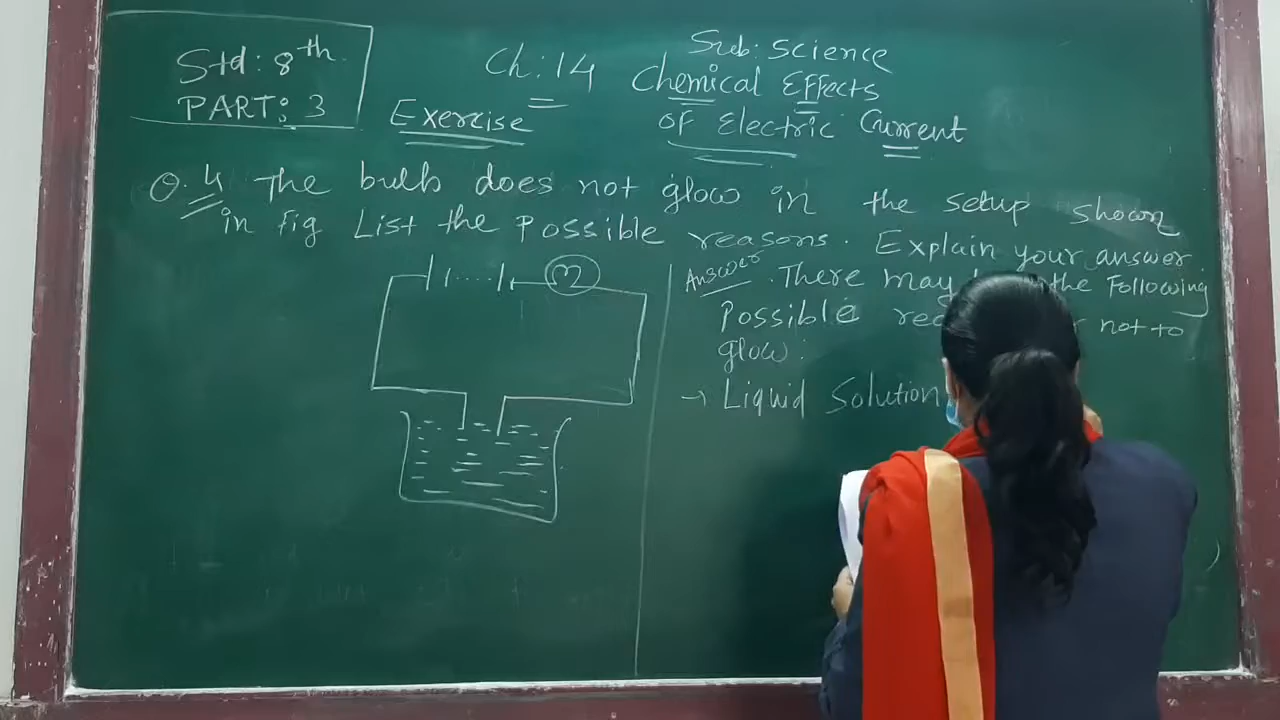 Std: 8th.
PART: 3
Ch: 14
Sub: Science
Chemical Effects
Of Electric Current
Exercise
Q. 4 The bulb does not glow in the setup shown
in fig List the Possible reasons. Explain your answer
Answer. There may the Following
Possible not to
glow:
→ Liquid Solution